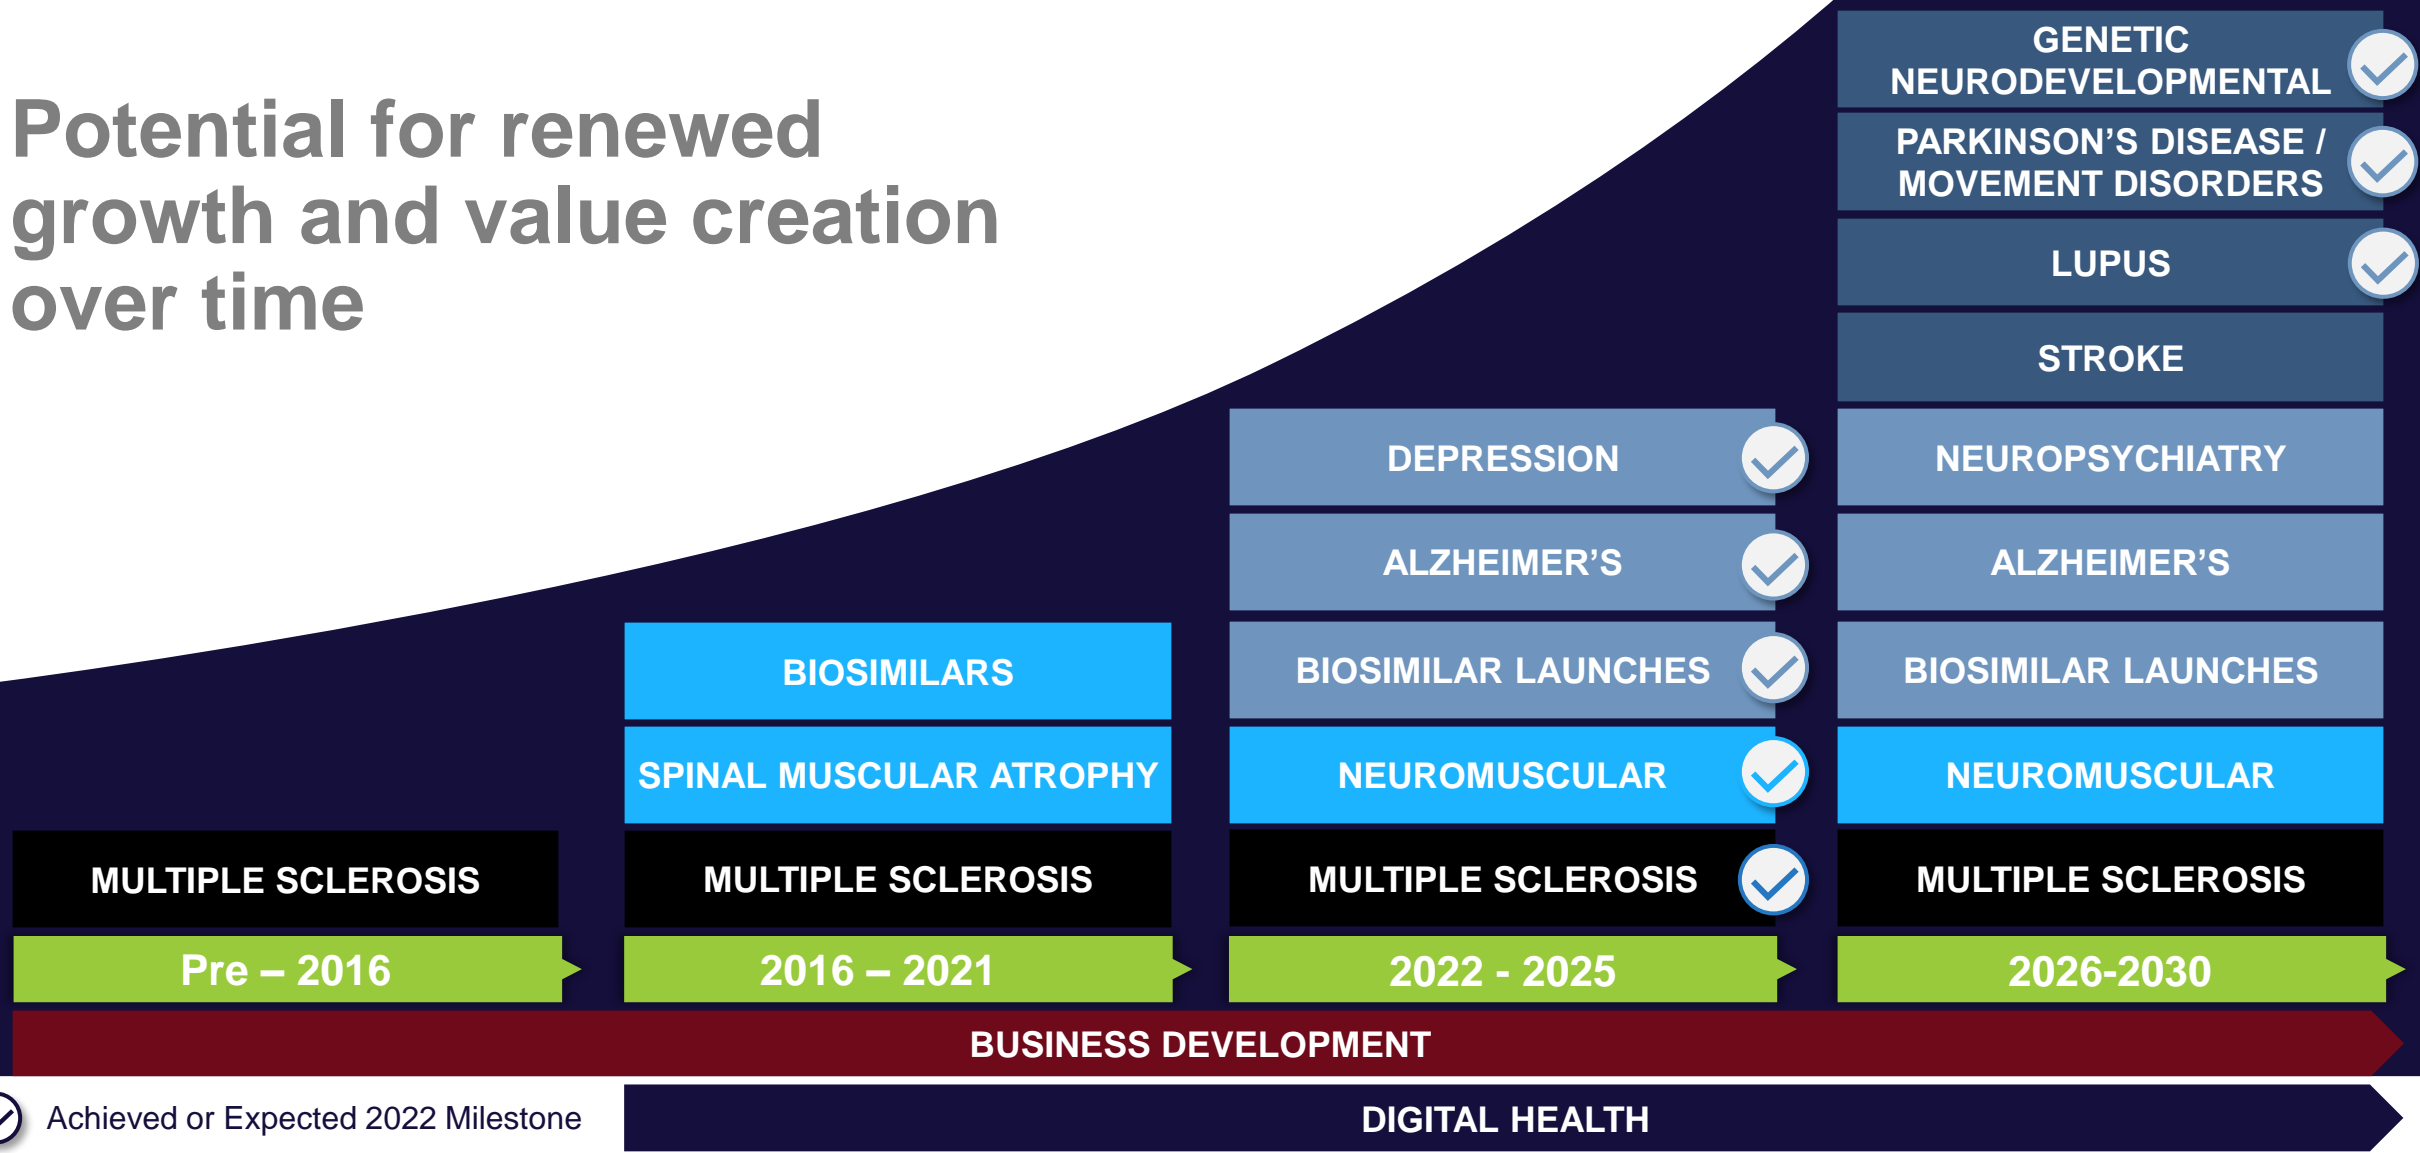 Potential for renewed
growth and value creation
over time
GENETIC
NEURODEVELOPMENTAL
PARKINSON’S DISEASE /
MOVEMENT DISORDERS
LUPUS
STROKE
DEPRESSION
NEUROPSYCHIATRY
ALZHEIMER’S
ALZHEIMER’S
BIOSIMILARS
BIOSIMILAR LAUNCHES
BIOSIMILAR LAUNCHES
SPINAL MUSCULAR ATROPHY
NEUROMUSCULAR
NEUROMUSCULAR
MULTIPLE SCLEROSIS
MULTIPLE SCLEROSIS
MULTIPLE SCLEROSIS
MULTIPLE SCLEROSIS
Pre – 2016
2016 – 2021
2022 - 2025
2026-2030
BUSINESS DEVELOPMENT
Achieved or Expected 2022 Milestone
DIGITAL HEALTH